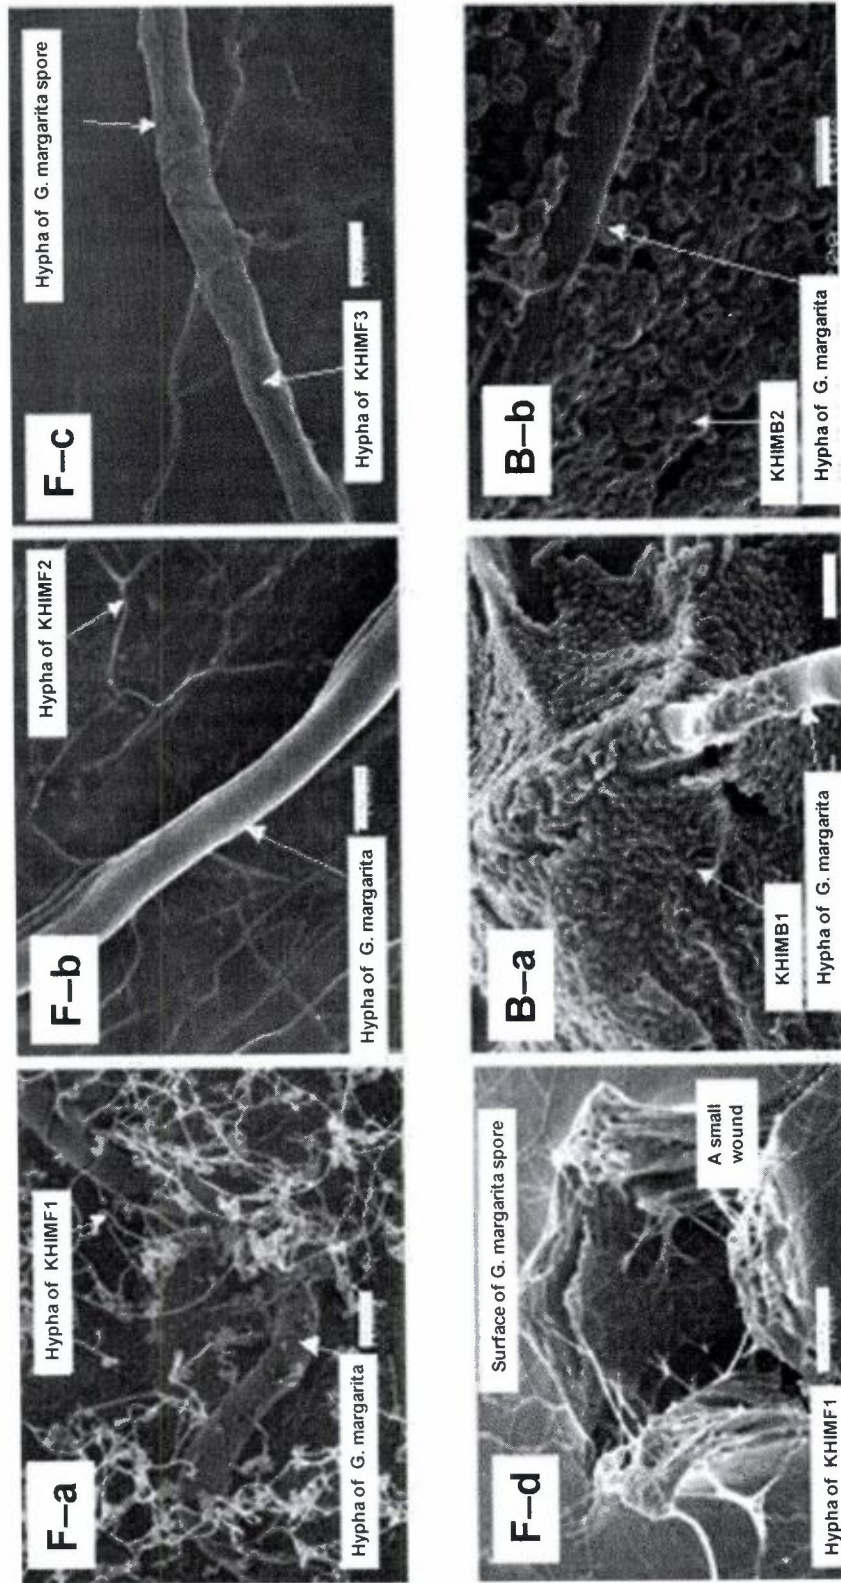 F–a
Hypha of KHIMF1
Hypha of G. margarita
F–b
Hypha of KHIMF2
Hypha of G. margarita
F–c
Hypha of G. margarita spore
Hypha of KHIMF3
F–d
Surface of G. margarita spore
A small
wound
Hypha of KHIMF1
B–a
KHIMB1
Hypha of G. margarita
B–b
KHIMB2
Hypha of G. margarita